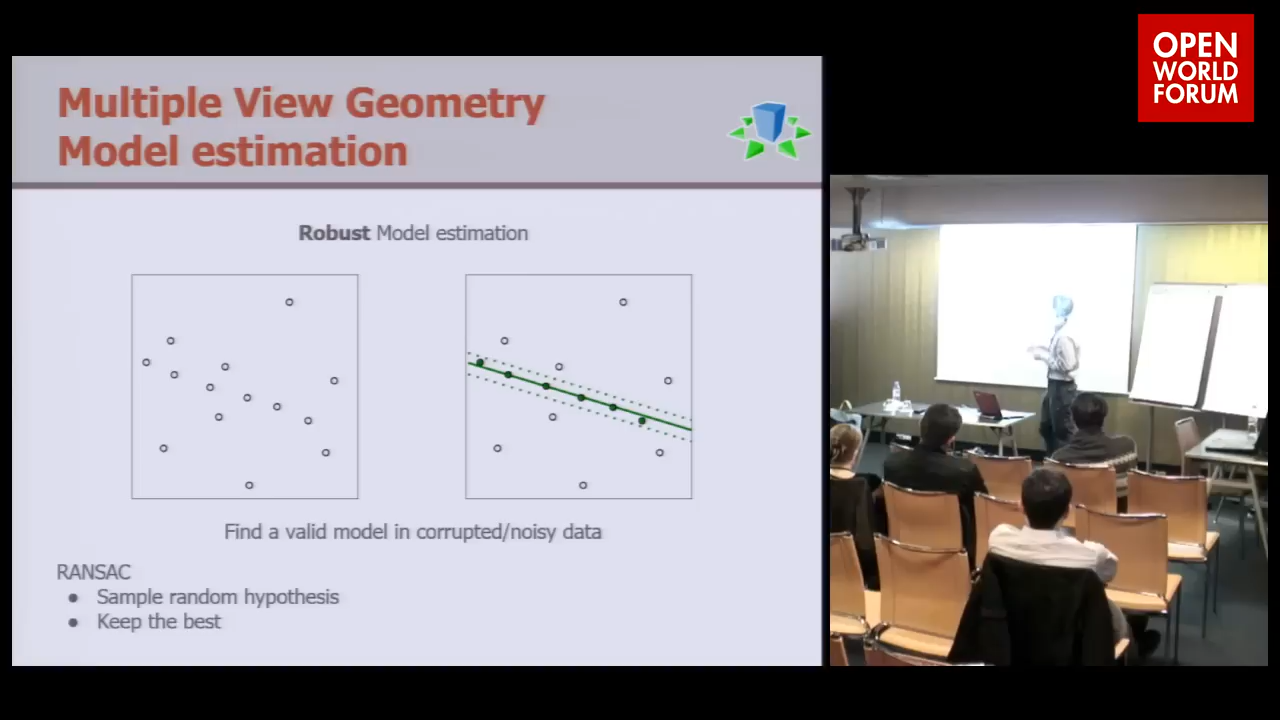 OPEN
WORLD
FORUM
Multiple View Geometry
Model estimation
Robust Model estimation
Find a valid model in corrupted/noisy data
RANSAC
● Sample random hypothesis
● Keep the best